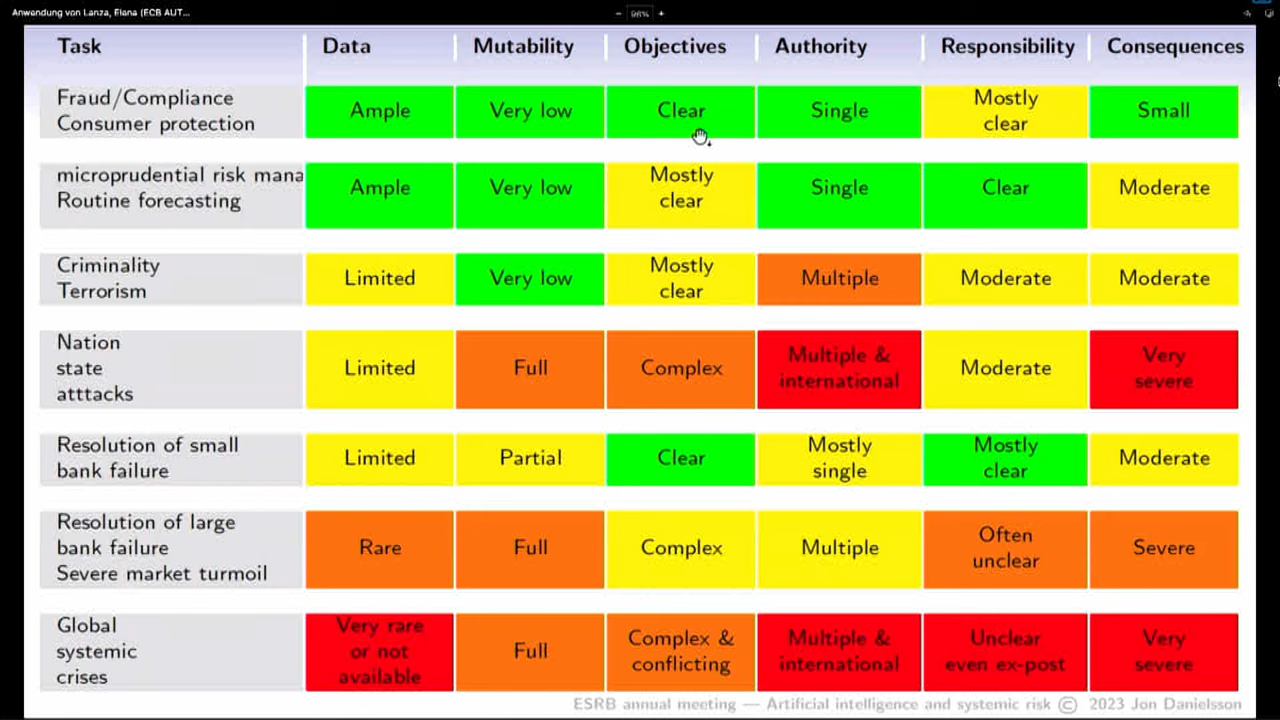 Anwendung von Lanza, Elana (ECB AUT...
− 96% +
Task Data Mutability Objectives Authority Responsibility Consequences
Fraud/Compliance
Consumer protection
Ample Very low Clear Single
Mostly
clear
Small
microprudential risk mana
Routine forecasting
Ample Very low
Mostly
clear
Single Clear Moderate
Criminality
Terrorism
Limited Very low
Mostly
clear
Multiple Moderate Moderate
Nation
state
atttacks
Limited Full Complex
Multiple &
international
Moderate
Very
severe
Resolution of small
bank failure
Limited Partial Clear
Mostly
single
Mostly
clear
Moderate
Resolution of large
bank failure
Severe market turmoil
Rare Full Complex Multiple
Often
unclear
Severe
Global
systemic
crises
Very rare
or not
available
Full
Complex &
conflicting
Multiple &
international
Unclear
even ex-post
Very
severe
ESRB annual meeting — Artificial intelligence and systemic risk © 2023 Jon Danielsson